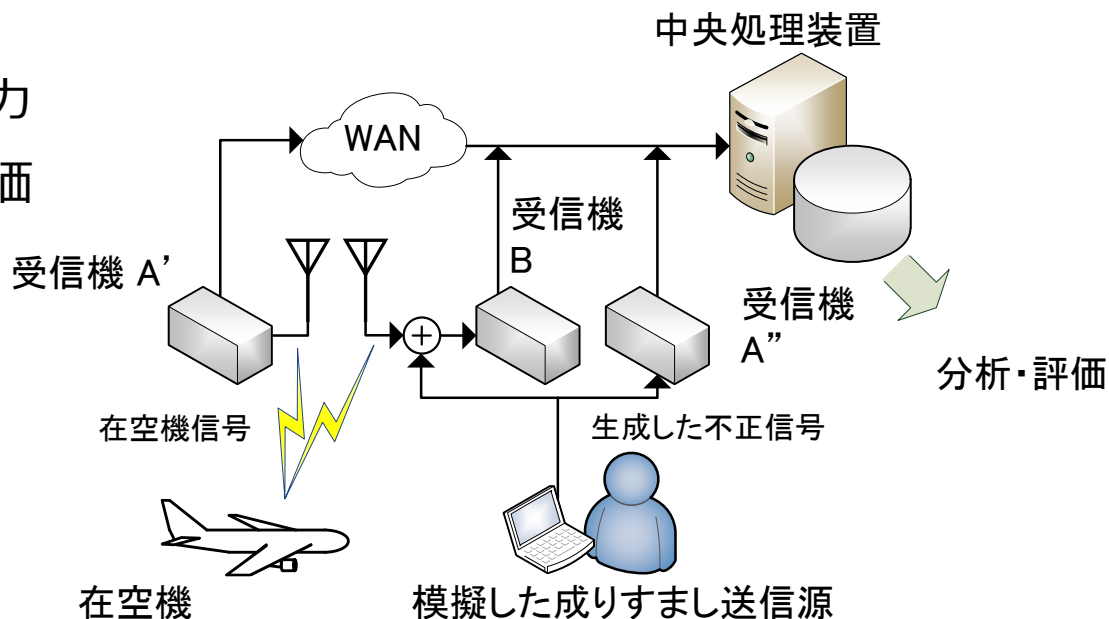 中央処理装置
力
価
WAN
受信機
B
受信機 A’
受信機
A”
分析・評価
在空機信号
生成した不正信号
在空機
模擬した成りすまし送信源